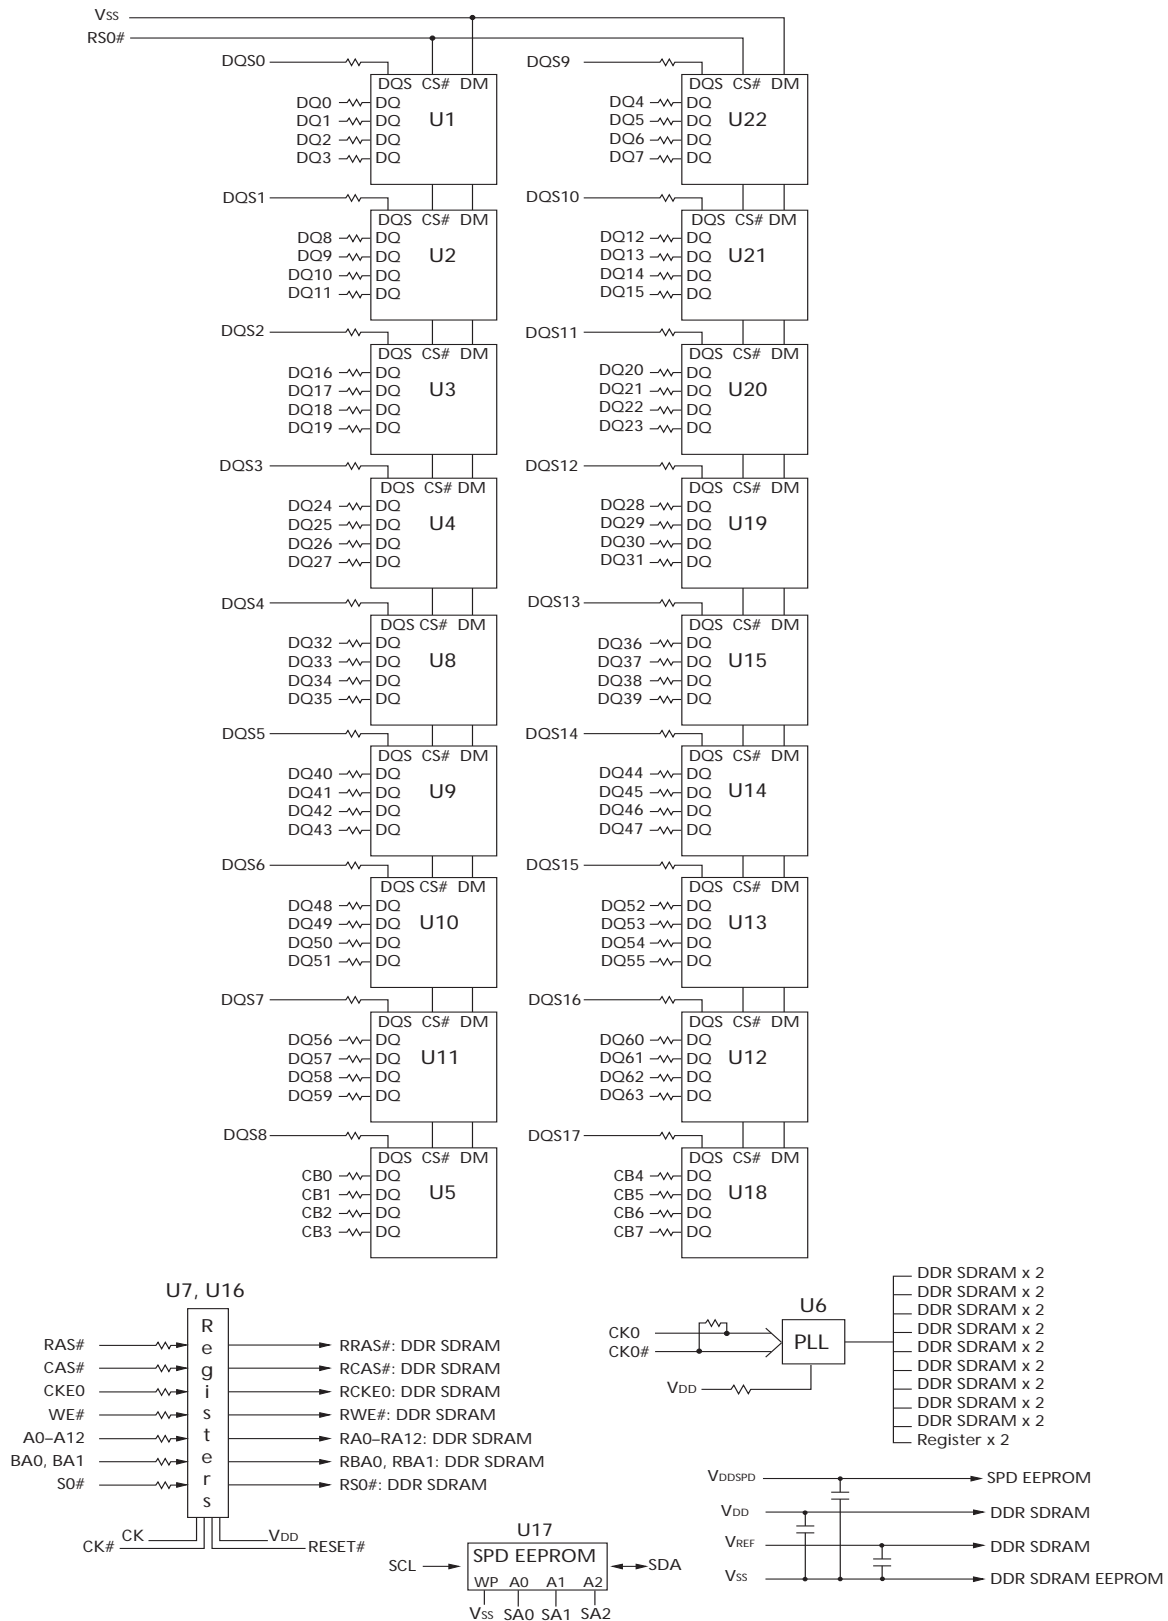 VSS
RS0#
DQS0
DQS9
DQS CS# DM
DQS CS# DM
DQ0 DQ
DQ1 DQ
DQ2 DQ
DQ3 DQ
U1
DQ4 DQ
DQ5 DQ
DQ6 DQ
DQ7 DQ
U22
DQS1
DQS10
DQS CS# DM
DQS CS# DM
DQ8 DQ
DQ9 DQ
DQ10 DQ
DQ11 DQ
U2
DQ12 DQ
DQ13 DQ
DQ14 DQ
DQ15 DQ
U21
DQS2
DQS11
DQS CS# DM
DQS CS# DM
DQ16 DQ
DQ17 DQ
DQ18 DQ
DQ19 DQ
U3
DQ20 DQ
DQ21 DQ
DQ22 DQ
DQ23 DQ
U20
DQS3
DQS12
DQS CS# DM
DQS CS# DM
DQ24 DQ
DQ25 DQ
DQ26 DQ
DQ27 DQ
U4
DQ28 DQ
DQ29 DQ
DQ30 DQ
DQ31 DQ
U19
DQS4
DQS13
DQS CS# DM
DQS CS# DM
DQ32 DQ
DQ33 DQ
DQ34 DQ
DQ35 DQ
U8
DQ36 DQ
DQ37 DQ
DQ38 DQ
DQ39 DQ
U15
DQS5
DQS14
DQS CS# DM
DQS CS# DM
DQ40 DQ
DQ41 DQ
DQ42 DQ
DQ43 DQ
U9
DQ44 DQ
DQ45 DQ
DQ46 DQ
DQ47 DQ
U14
DQS6
DQS15
DQS CS# DM
DQS CS# DM
DQ48 DQ
DQ49 DQ
DQ50 DQ
DQ51 DQ
U10
DQ52 DQ
DQ53 DQ
DQ54 DQ
DQ55 DQ
U13
DQS7
DQS16
DQS CS# DM
DQS CS# DM
DQ56 DQ
DQ57 DQ
DQ58 DQ
DQ59 DQ
U11
DQ60 DQ
DQ61 DQ
DQ62 DQ
DQ63 DQ
U12
DQS8
DQS17
DQS CS# DM
DQS CS# DM
CB0 DQ
CB1 DQ
CB2 DQ
CB3 DQ
U5
CB4 DQ
CB5 DQ
CB6 DQ
CB7 DQ
U18
U7, U16
Registers
RAS#
CAS#
CKE0
WE#
A0–A12
BA0, BA1
S0#
RRAS#: DDR SDRAM
RCAS#: DDR SDRAM
RCKE0: DDR SDRAM
RWE#: DDR SDRAM
RA0–RA12: DDR SDRAM
RBA0, RBA1: DDR SDRAM
RS0#: DDR SDRAM
CK
CK#
VDD
RESET#
U6
PLL
CK0
CK0#
VDD
DDR SDRAM x 2
DDR SDRAM x 2
DDR SDRAM x 2
DDR SDRAM x 2
DDR SDRAM x 2
DDR SDRAM x 2
DDR SDRAM x 2
DDR SDRAM x 2
DDR SDRAM x 2
Register x 2
U17
SPD EEPROM
SCL
SDA
WP A0 A1 A2
VSS SA0 SA1 SA2
VDDSPD SPD EEPROM
VDD DDR SDRAM
VREF DDR SDRAM
VSS DDR SDRAM EEPROM